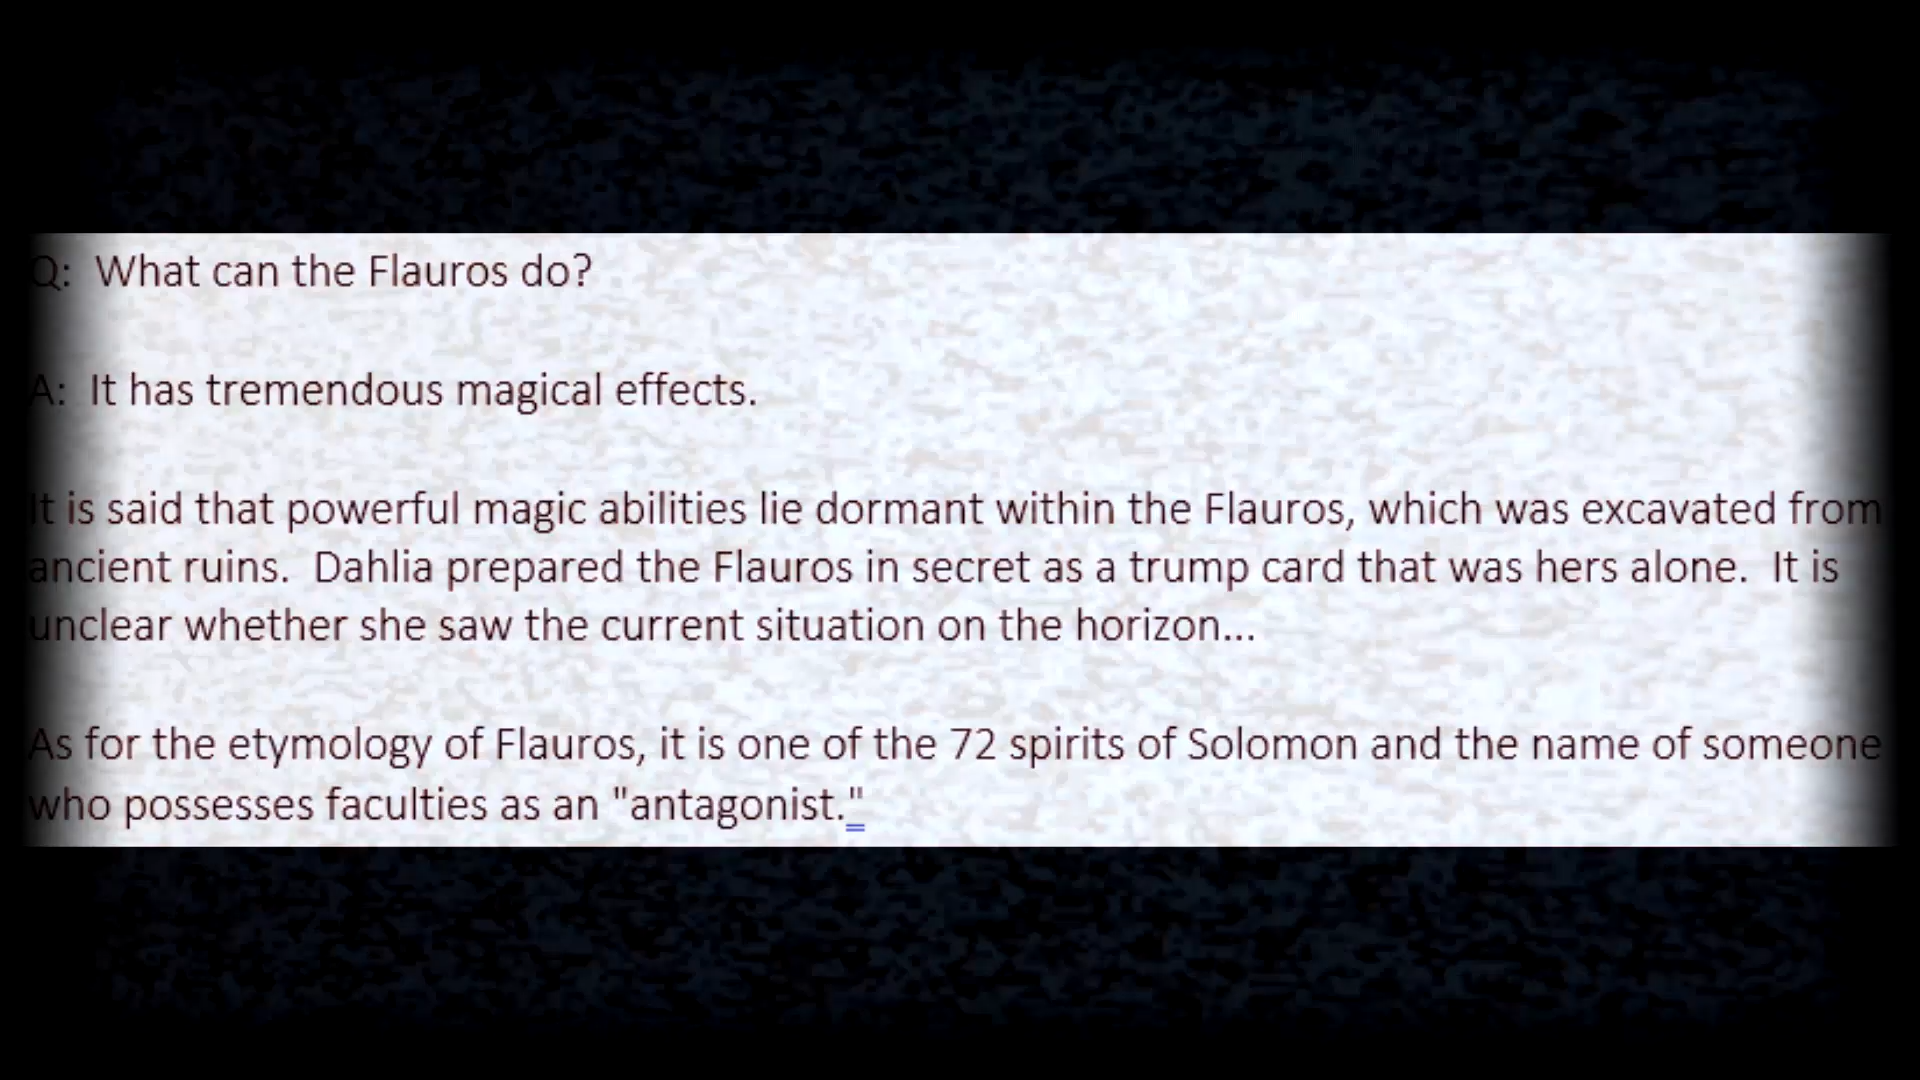 Q:  What can the Flauros do?
A:  It has tremendous magical effects.
It is said that powerful magic abilities lie dormant within the Flauros, which was excavated from
ancient ruins.  Dahlia prepared the Flauros in secret as a trump card that was hers alone.  It is
unclear whether she saw the current situation on the horizon...
As for the etymology of Flauros, it is one of the 72 spirits of Solomon and the name of someone
who possesses faculties as an "antagonist."